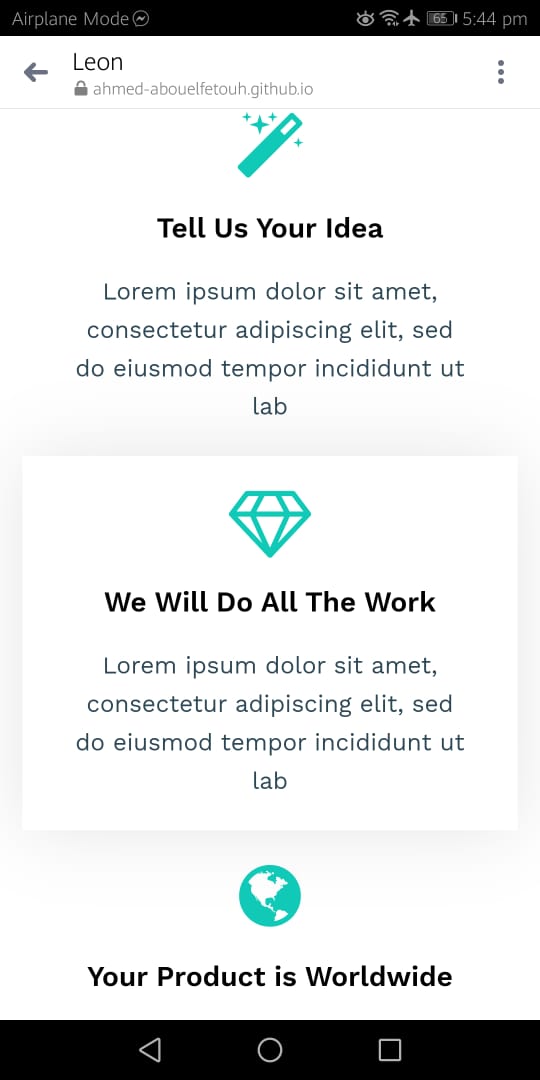 Airplane Mode 65 5:44 pm
Leon
ahmed-abouelfetouh.github.io
Tell Us Your Idea
Lorem ipsum dolor sit amet,
consectetur adipiscing elit, sed
do eiusmod tempor incididunt ut
lab
We Will Do All The Work
Lorem ipsum dolor sit amet,
consectetur adipiscing elit, sed
do eiusmod tempor incididunt ut
lab
Your Product is Worldwide